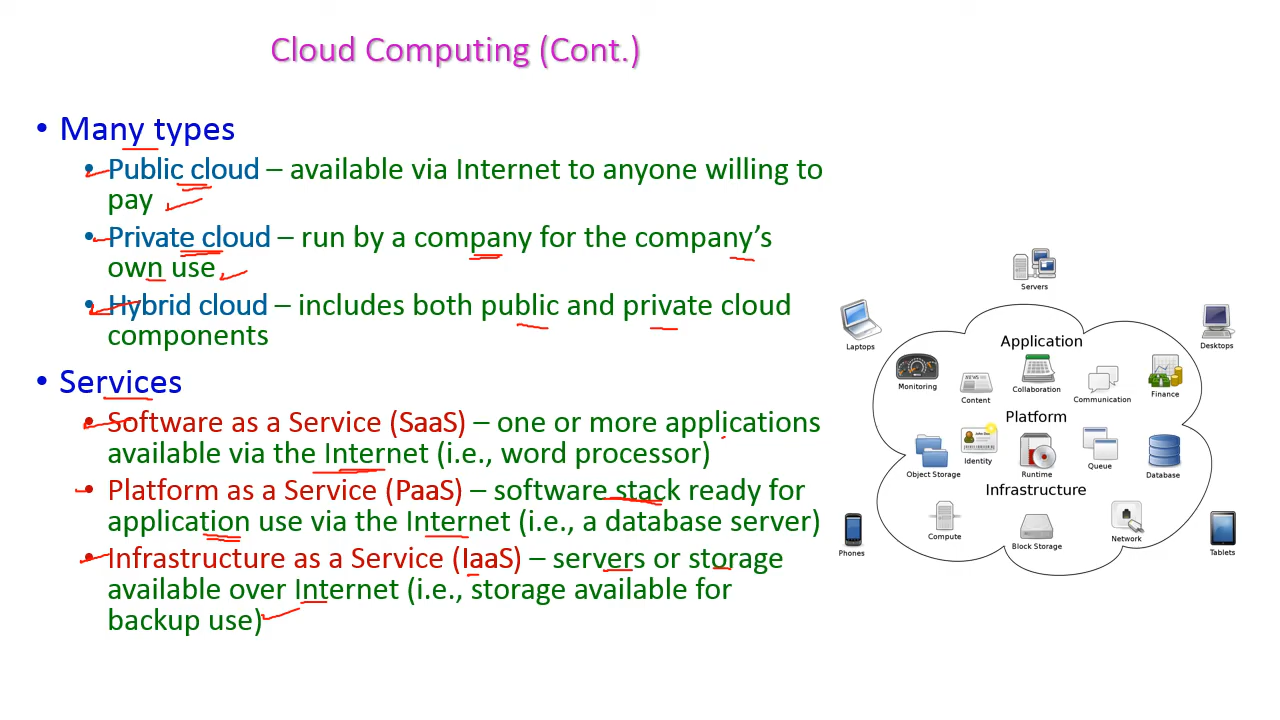 Cloud Computing (Cont.)
• Many types
• Public cloud – available via Internet to anyone willing to
pay
• Private cloud – run by a company for the company’s
own use
• Hybrid cloud – includes both public and private cloud
components
• Services
• Software as a Service (SaaS) – one or more applications
available via the Internet (i.e., word processor)
• Platform as a Service (PaaS) – software stack ready for
application use via the Internet (i.e., a database server)
• Infrastructure as a Service (IaaS) – servers or storage
available over Internet (i.e., storage available for
backup use)
Servers
Laptops
Desktops
Application
NEWS
Monitoring
Content
Collaboration
Communication
Finance
Platform
Object Storage
Identity
Runtime
Queue
Database
Infrastructure
Compute
Block Storage
Network
Phones
Tablets